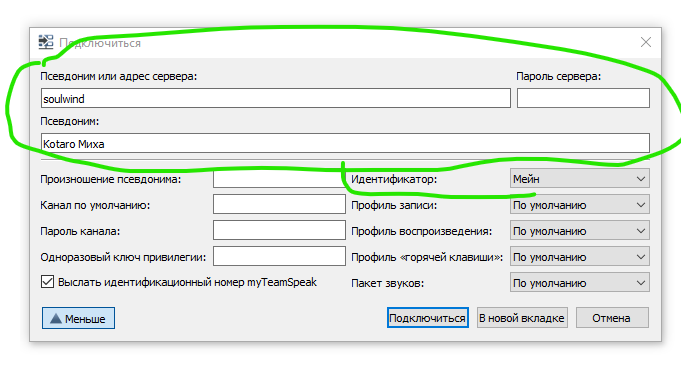 Подключиться
Псевдоним или адрес сервера: Пароль сервера:
soulwind
Псевдоним:
Kotaro Миха
Произношение псевдонима: Идентификатор: Мейн
Канал по умолчанию: Профиль записи: По умолчанию
Пароль канала: Профиль воспроизведения: По умолчанию
Одноразовый ключ привилегии: Профиль «горячей клавиши»: По умолчанию
Выслать идентификационный номер myTeamSpeak Пакет звуков: По умолчанию
Меньше Подключиться В новой вкладке Отмена